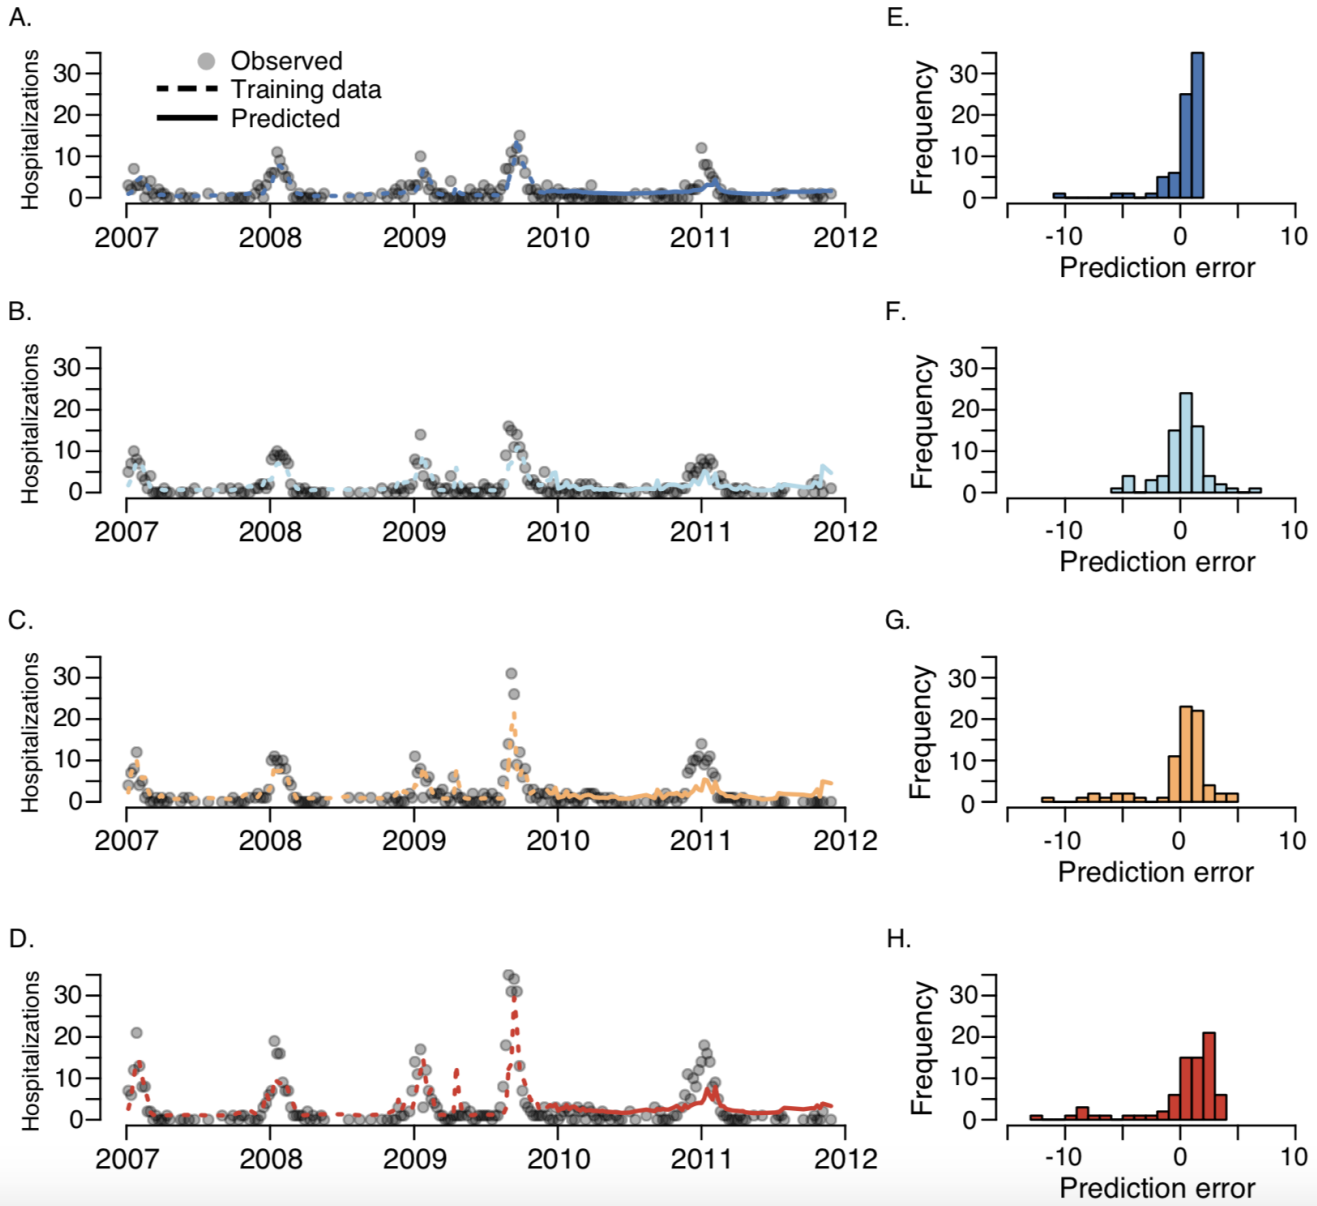 A.
Hospitalizations
30
20
10
0
Observed
Training data
Predicted
2007 2008 2009 2010 2011 2012
E.
Frequency
30
20
10
0
-10 0 10
Prediction error
B.
Hospitalizations
30
20
10
0
2007 2008 2009 2010 2011 2012
F.
Frequency
30
20
10
0
-10 0 10
Prediction error
C.
Hospitalizations
30
20
10
0
2007 2008 2009 2010 2011 2012
G.
Frequency
30
20
10
0
-10 0 10
Prediction error
D.
Hospitalizations
30
20
10
0
2007 2008 2009 2010 2011 2012
H.
Frequency
30
20
10
0
-10 0 10
Prediction error